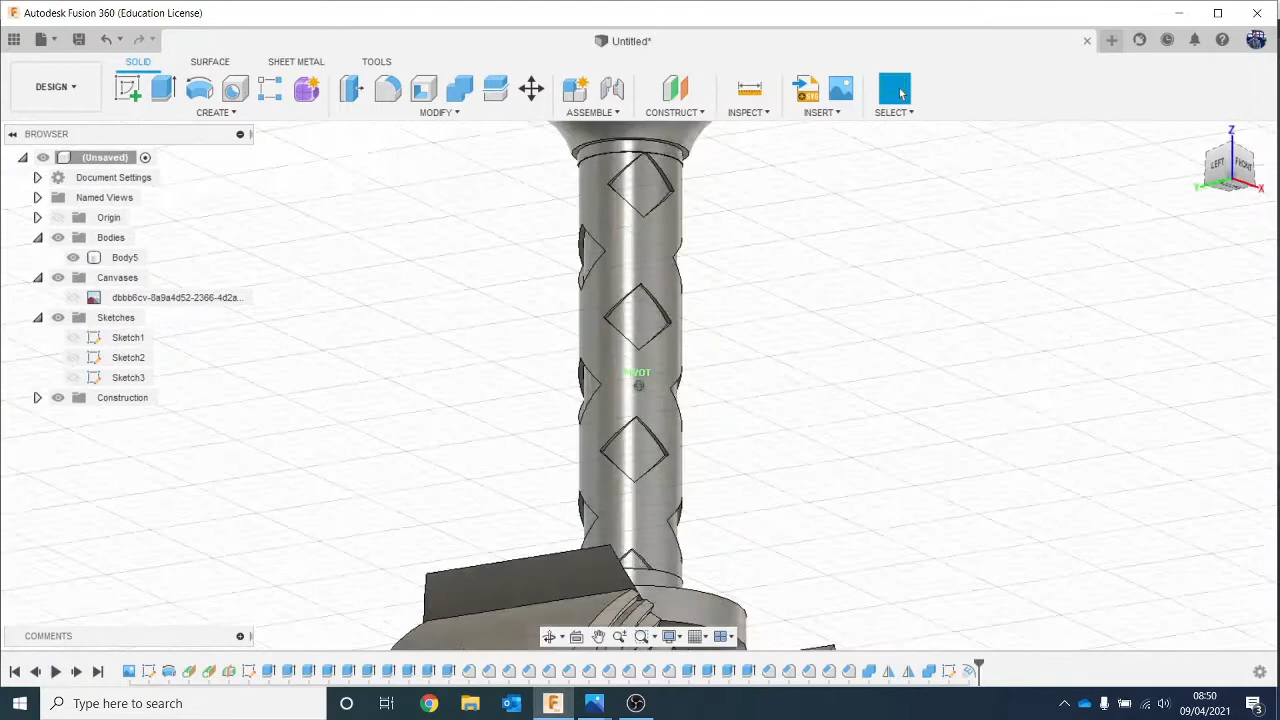 Autodesk Fusion 360 (Education License)
Untitled*
DESIGN
SOLID
SURFACE
SHEET METAL
TOOLS
CREATE
MODIFY
ASSEMBLE
CONSTRUCT
INSPECT
INSERT
SELECT
BROWSER
(Unsaved)
Document Settings
Named Views
Origin
Bodies
Body5
Canvases
dbbb6cv-8a9a4d52-2366-4d2a...
Sketches
Sketch1
Sketch2
Sketch3
Construction
Z
LEFT
FRONT
Y
X
COMMENTS
Type here to search
08:50
09/04/2021
3